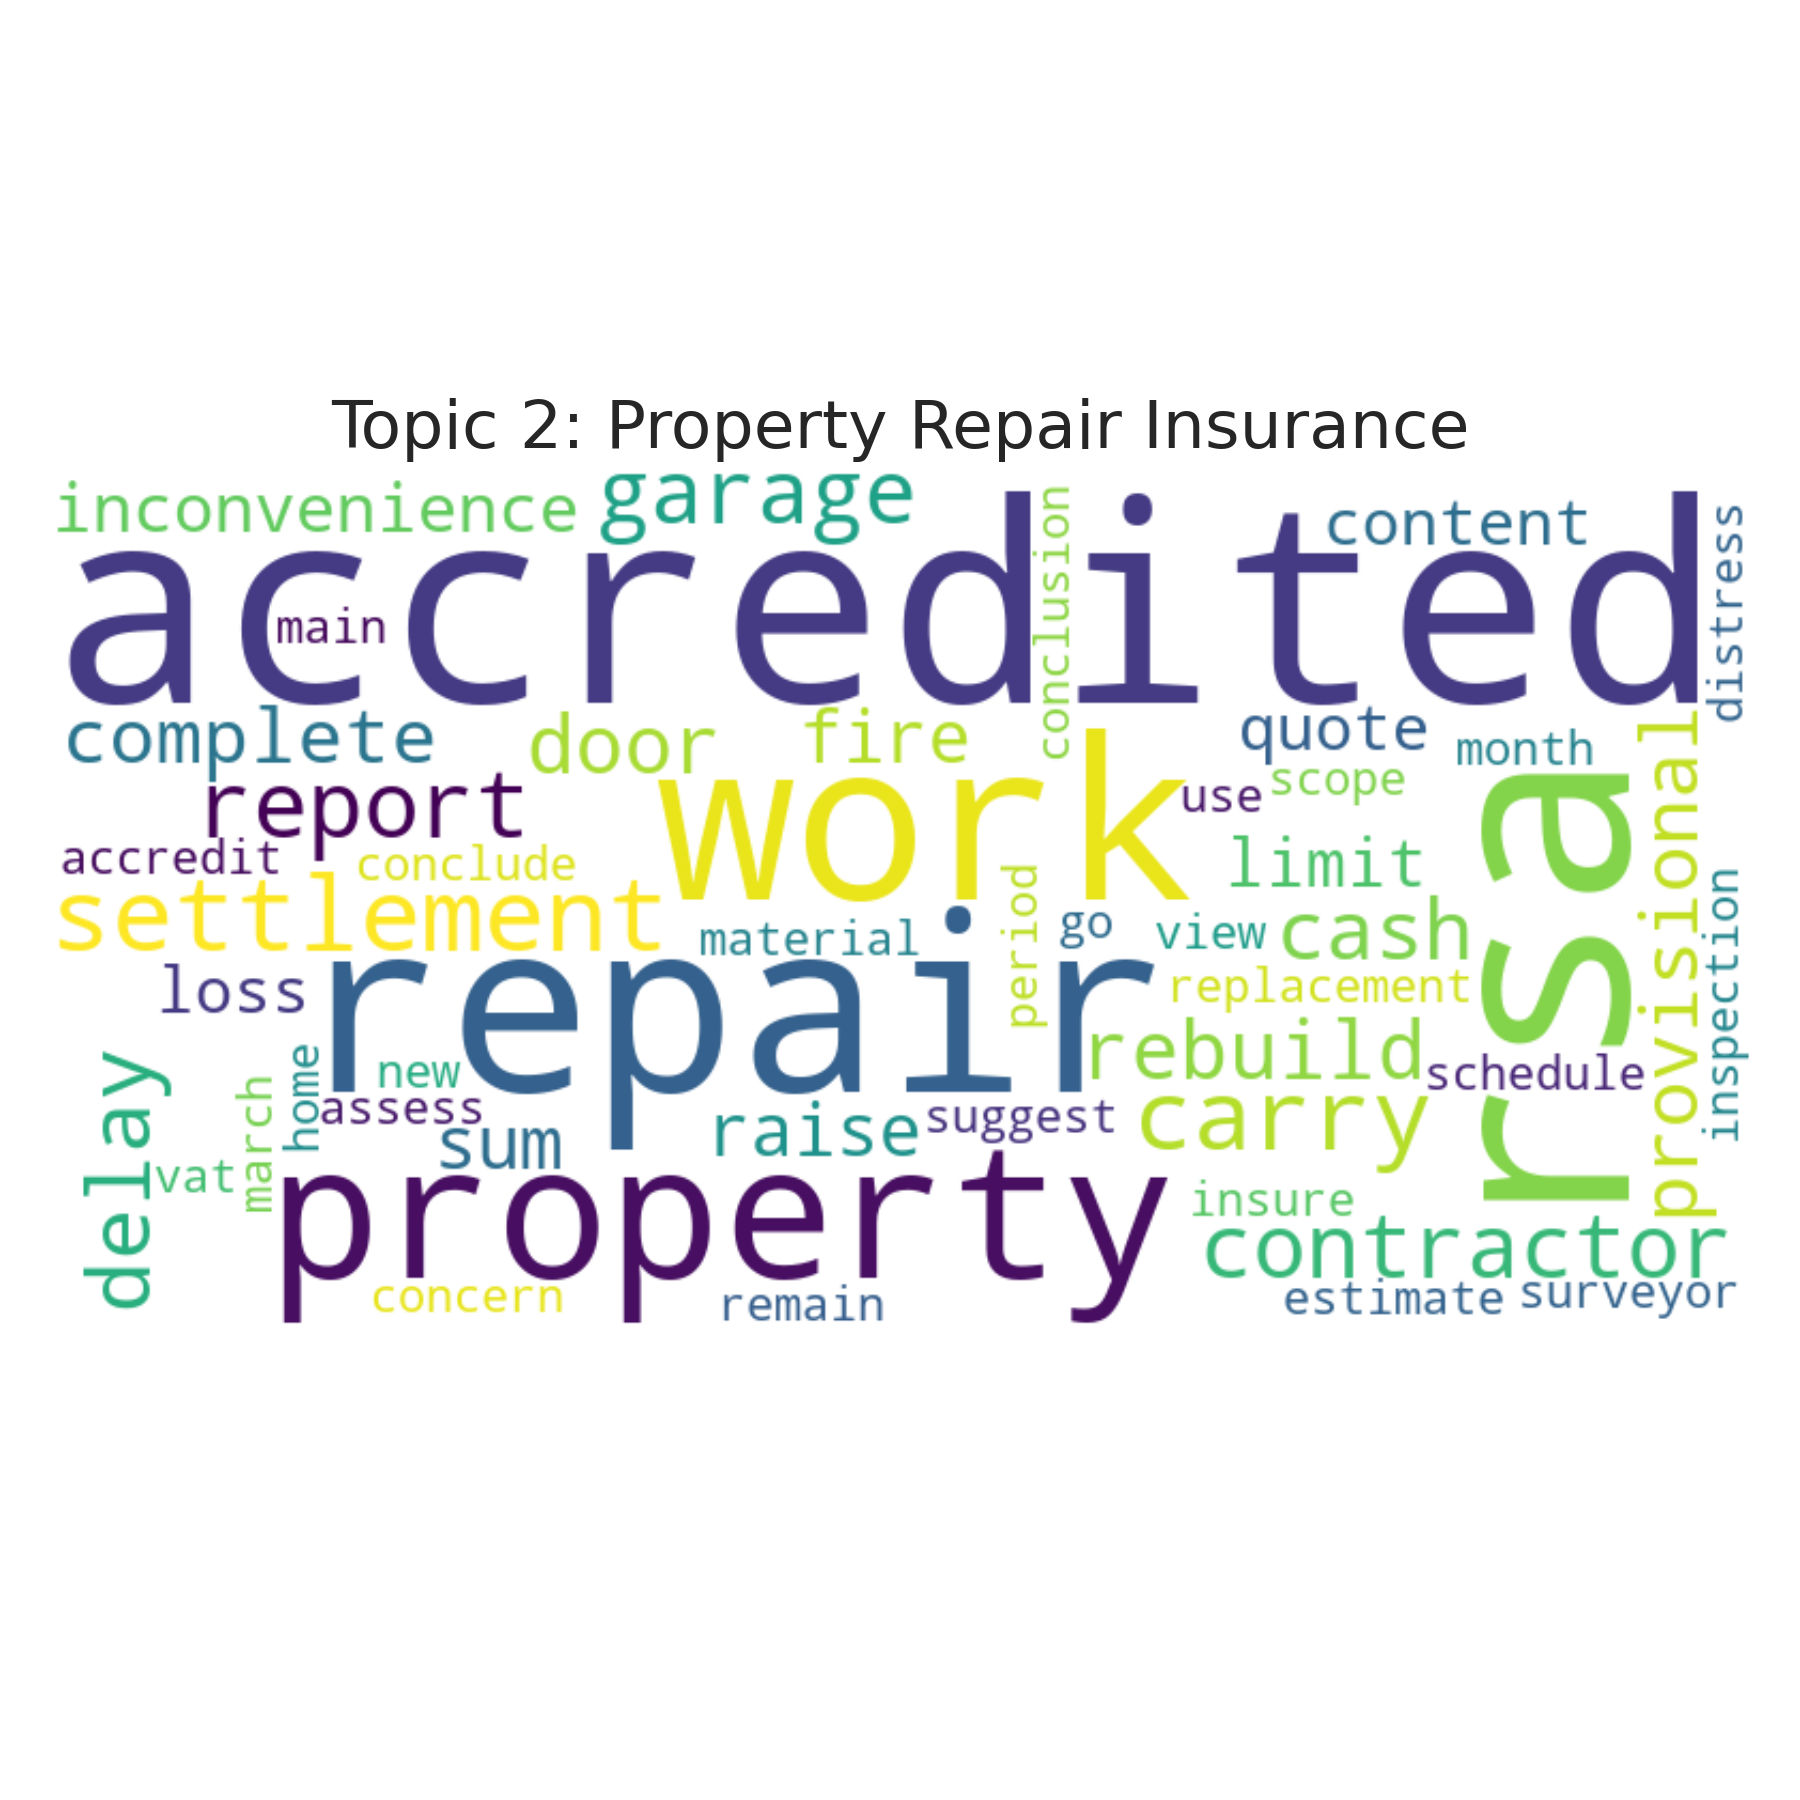 Topic 2: Property Repair Insurance
inconvenience
garage
conclusion
content
distress
accredited
main
complete
door
fire
quote
month
provisional
report
work
use
scope
rsa
accredit
conclude
limit
settlement
material
period
go
view
cash
inspection
loss
repair
replacement
rebuild
schedule
delay
march
home
new
assess
sum
raise
suggest
carry
vat
property
insure
contractor
concern
remain
estimate
surveyor